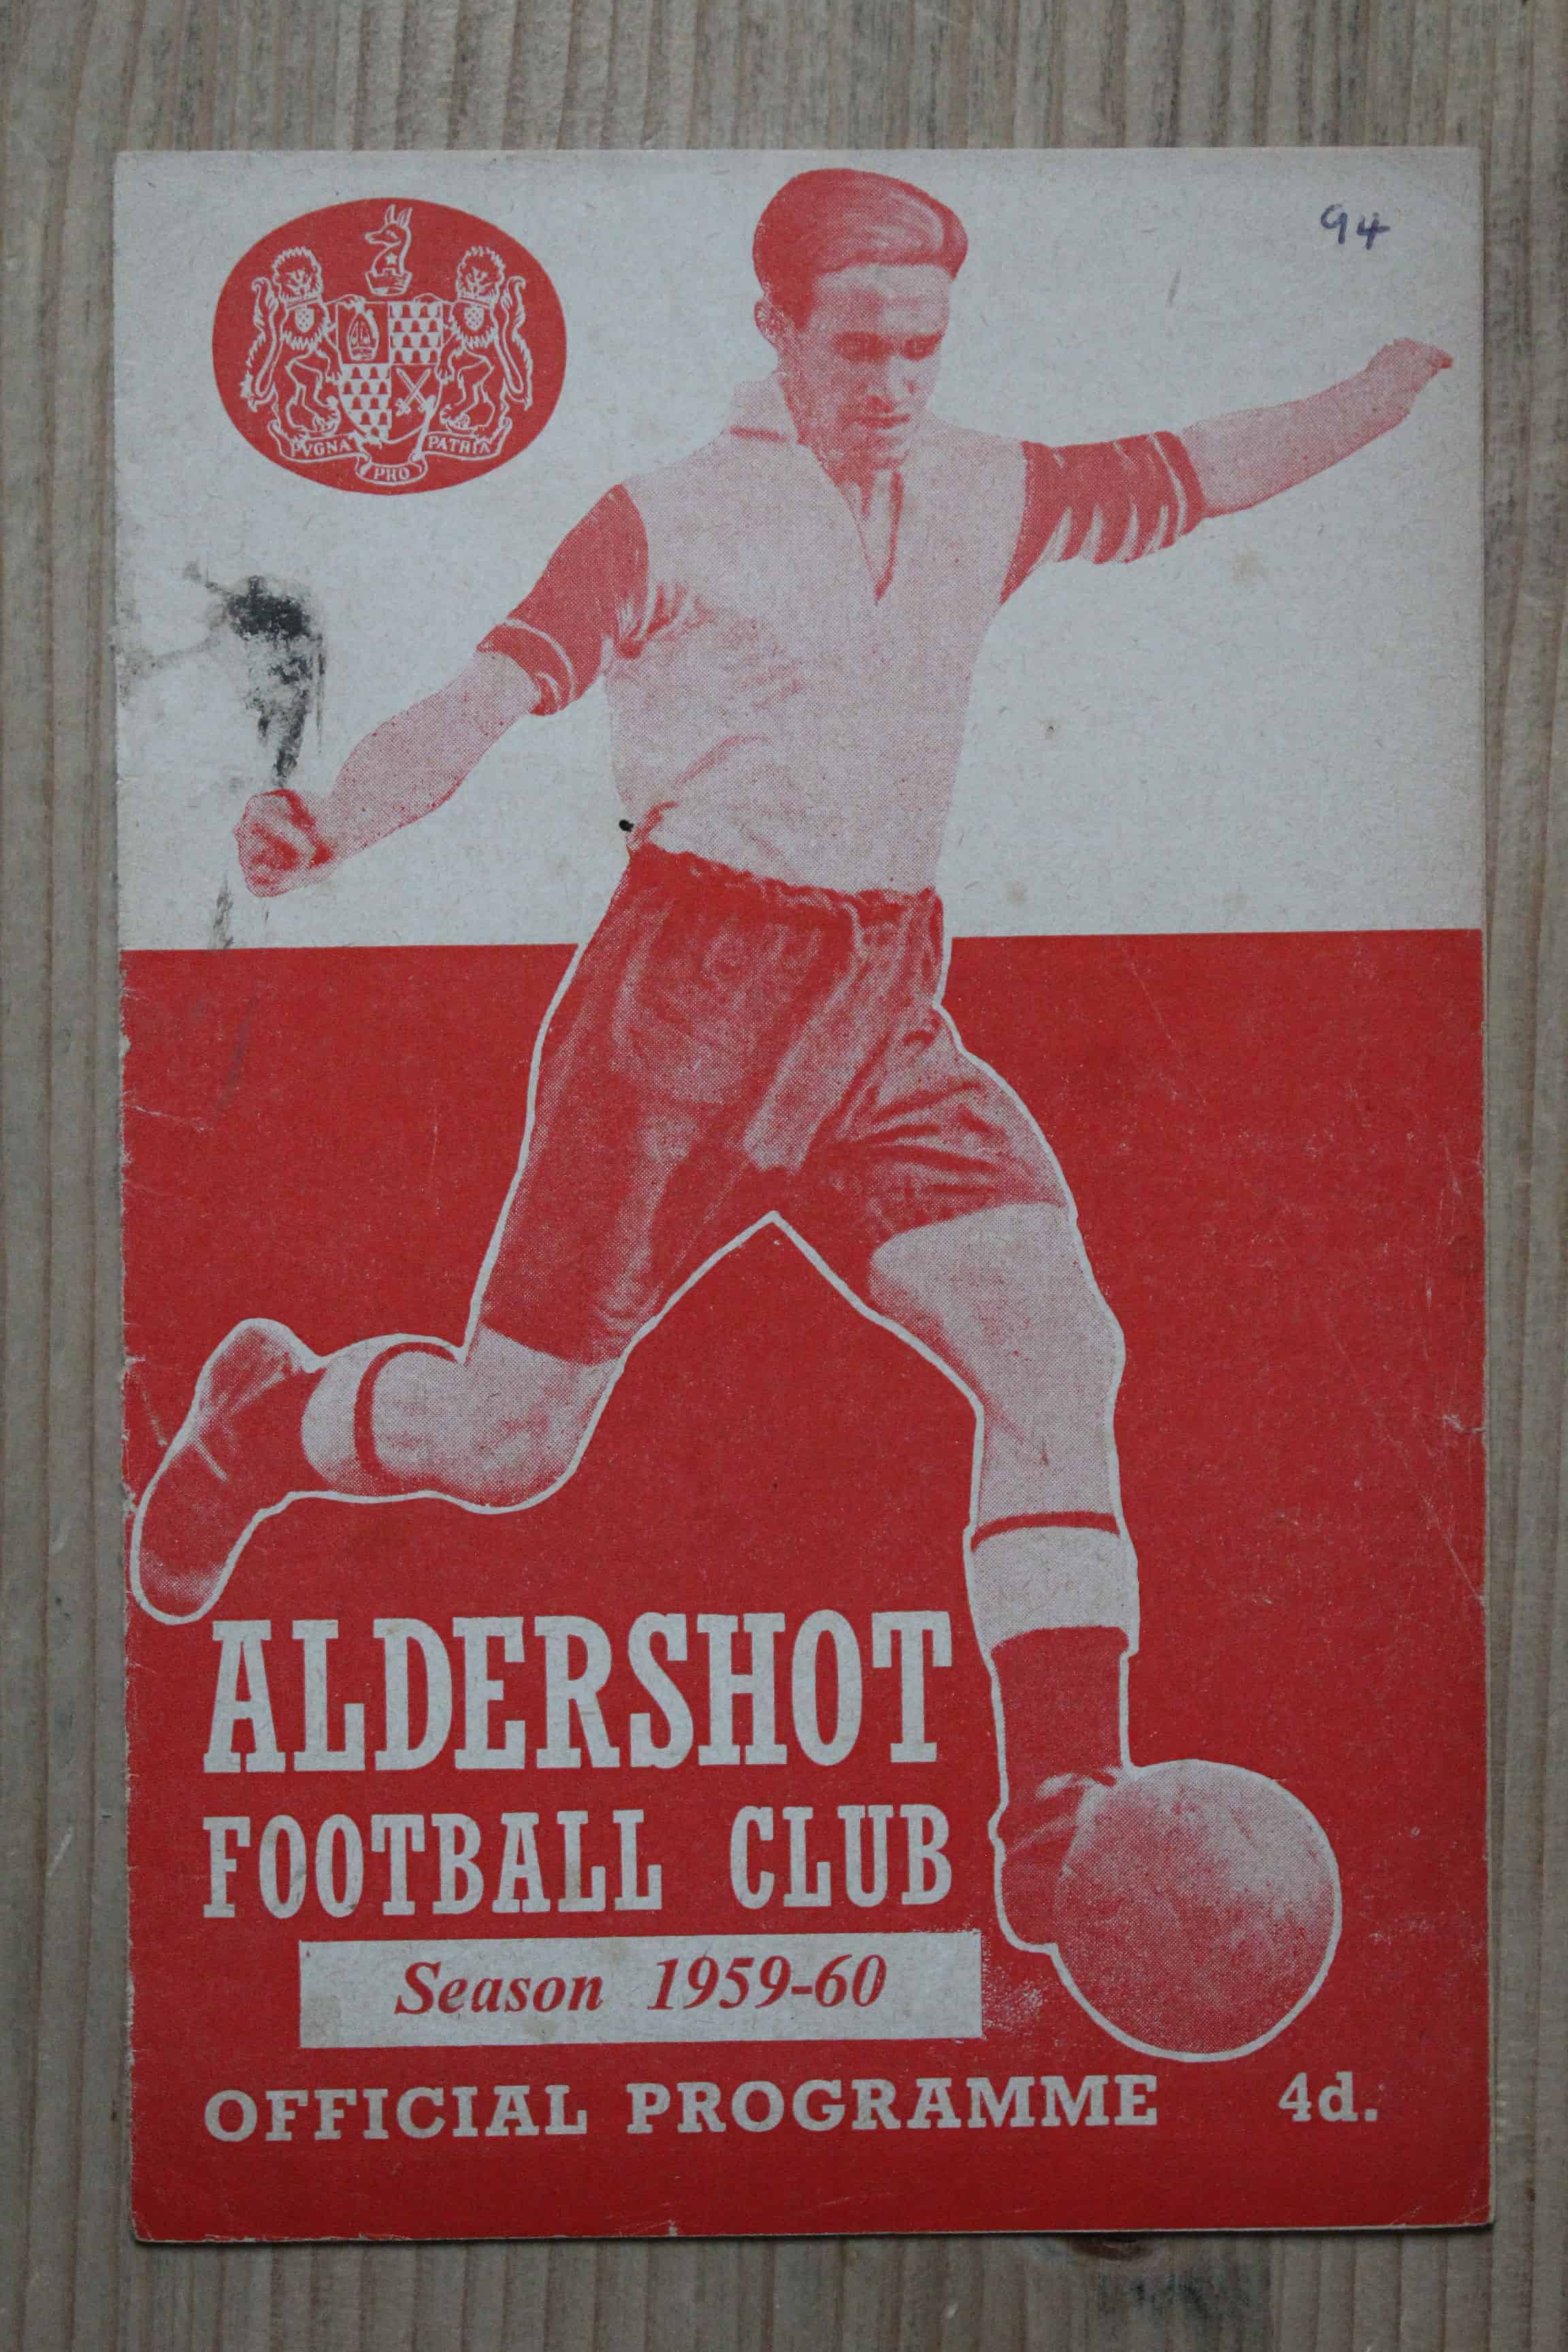 94
PVGNA PRO PATRIA
ALDERSHOT
FOOTBALL CLUB
Season 1959-60
OFFICIAL PROGRAMME 4d.